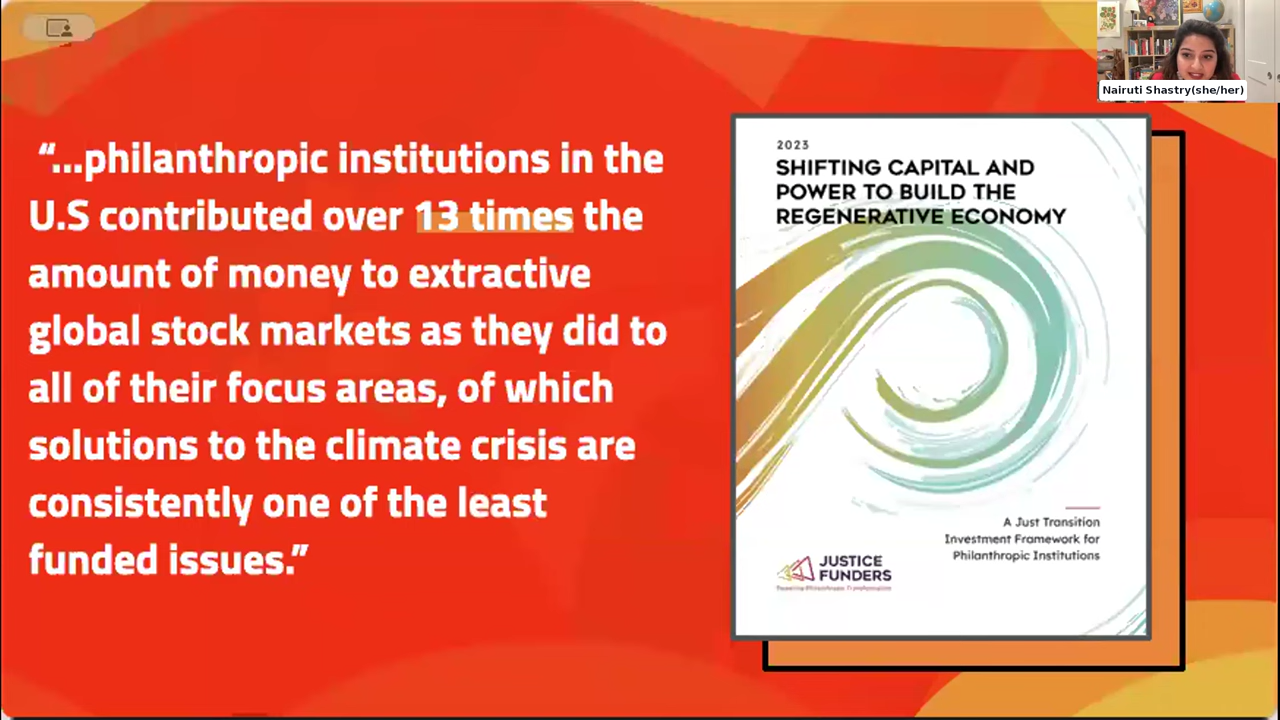 Nairuti Shastry(she/her)
“...philanthropic institutions in the
U.S contributed over 13 times the
amount of money to extractive
global stock markets as they did to
all of their focus areas, of which
solutions to the climate crisis are
consistently one of the least
funded issues.”
2023
SHIFTING CAPITAL AND
POWER TO BUILD THE
REGENERATIVE ECONOMY
A Just Transition
Investment Framework for
Philanthropic Institutions
JUSTICE
FUNDERS
Philanthropic Transformation